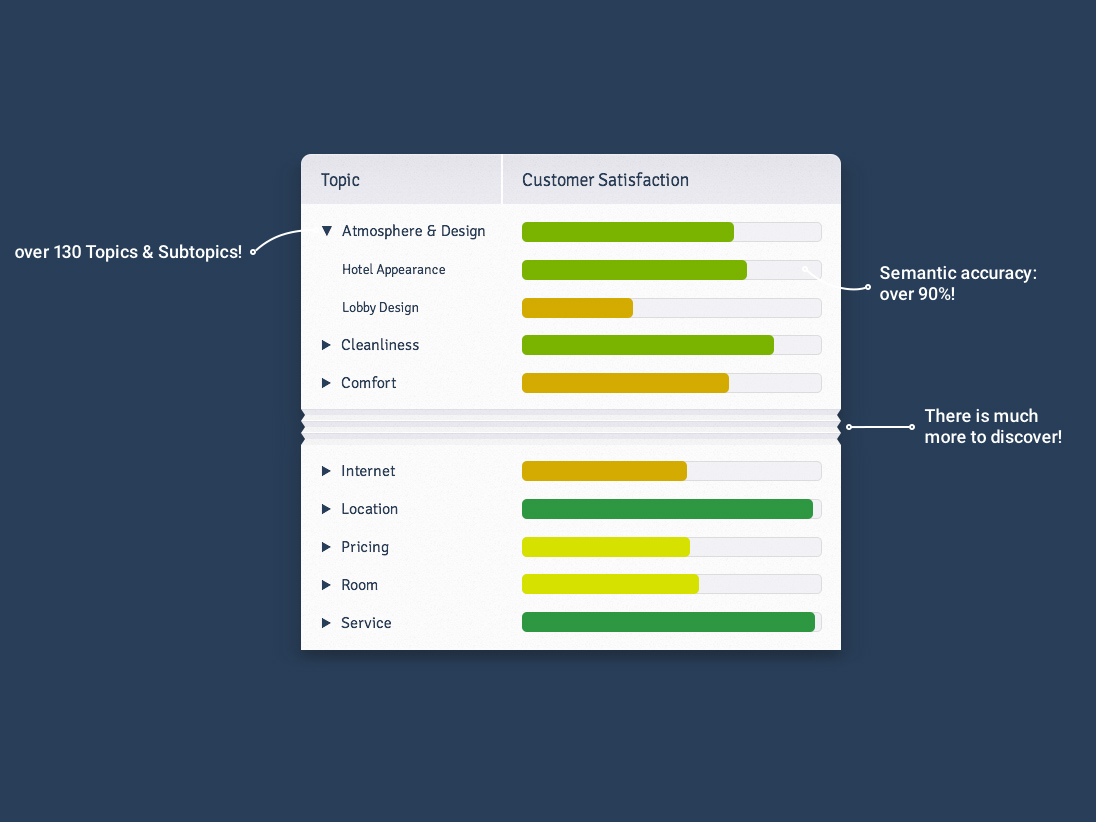 Topic
Customer Satisfaction
over 130 Topics & Subtopics!
Atmosphere & Design
Hotel Appearance
Semantic accuracy:
over 90%!
Lobby Design
Cleanliness
Comfort
There is much
more to discover!
Internet
Location
Pricing
Room
Service